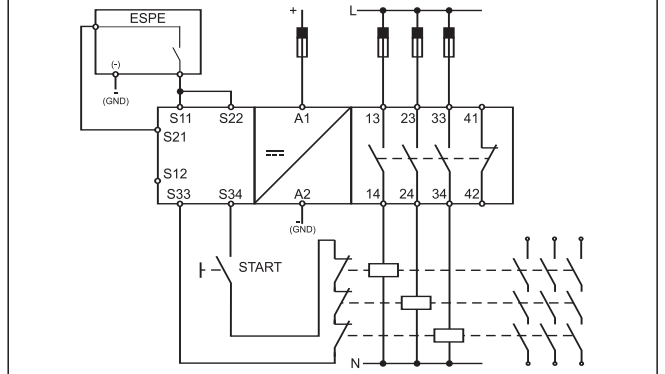 ESPE
(-)
(GND)
+
L
S11 S22 A1 13 23 33 41
S21
S12
S33 S34 A2 14 24 34 42
(GND)
START
N